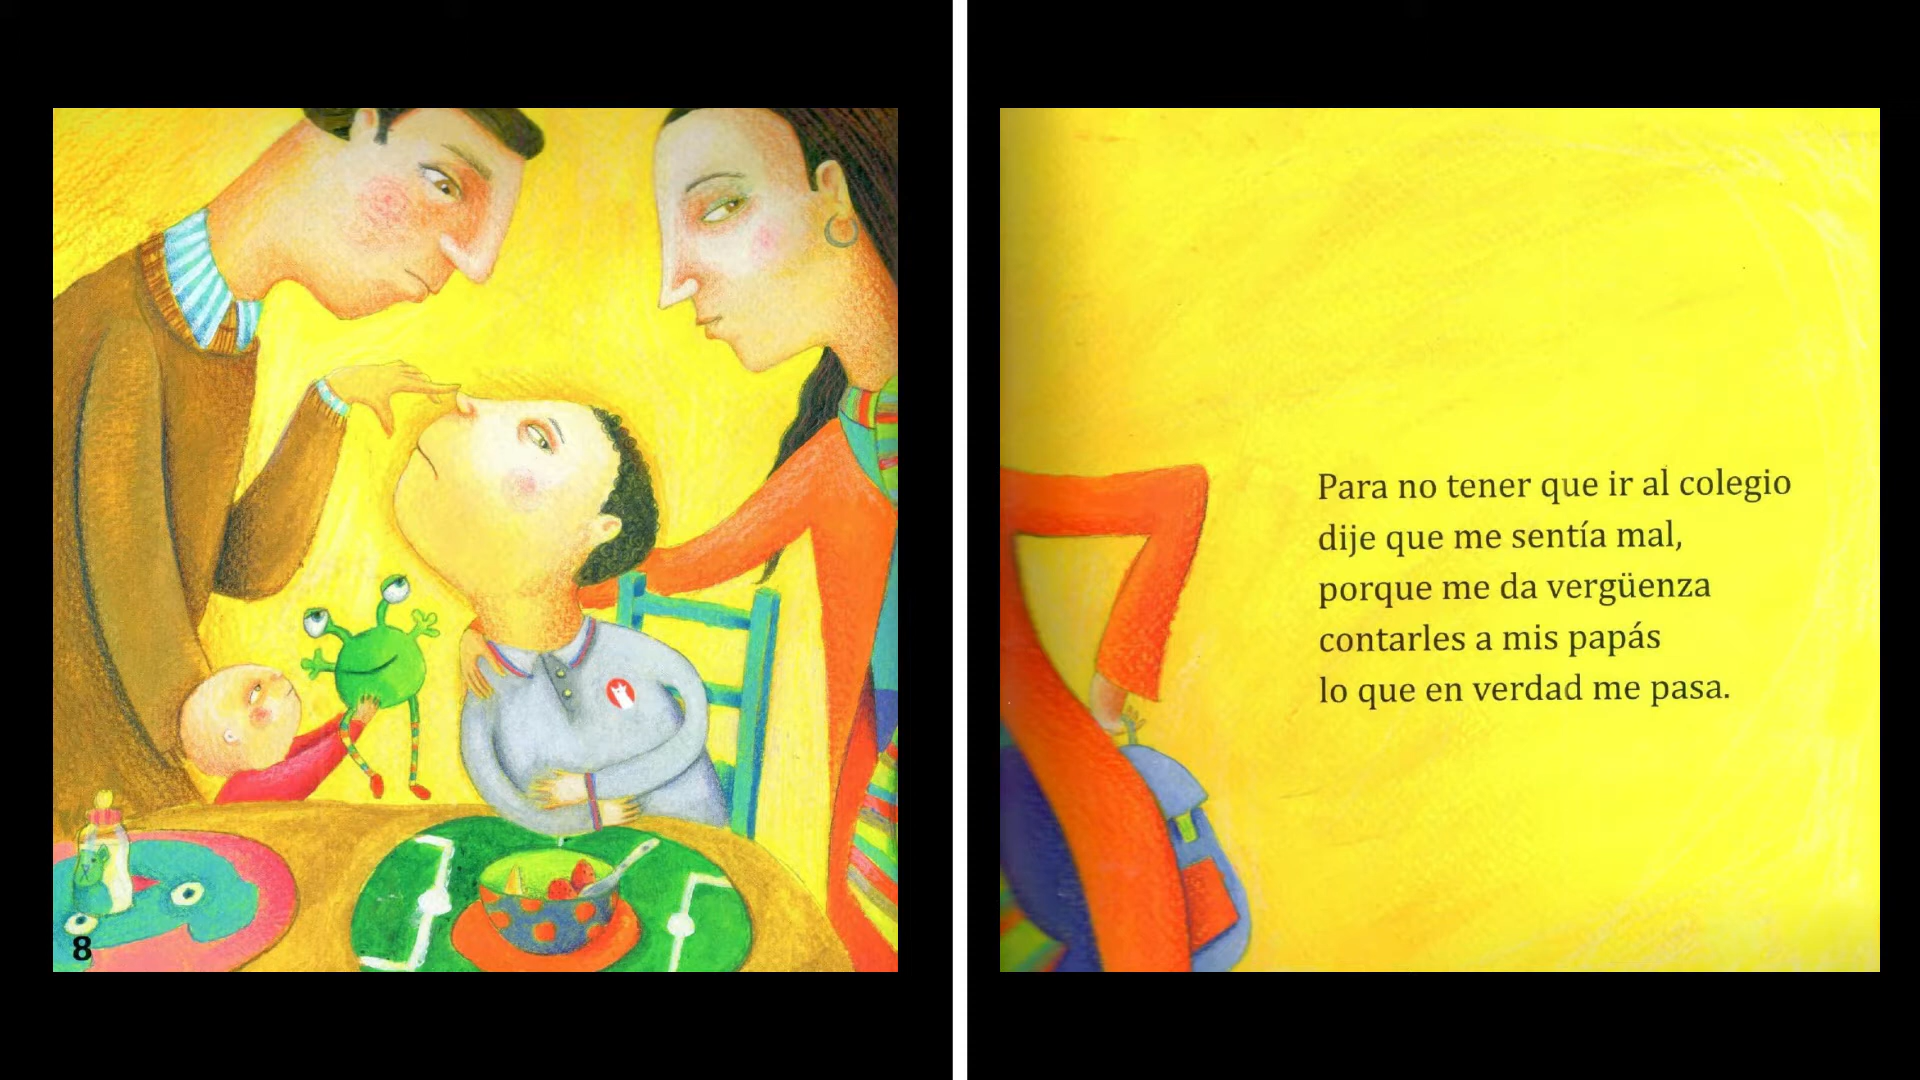 8
Para no tener que ir al colegio
dije que me sentía mal,
porque me da vergüenza
contarles a mis papás
lo que en verdad me pasa.